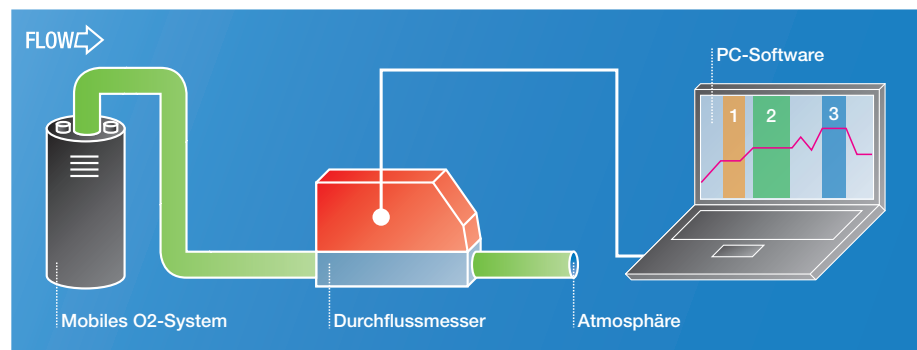 FLOW
PC-Software
1 2 3
Mobiles O2-System
Durchflussmesser
Atmosphäre